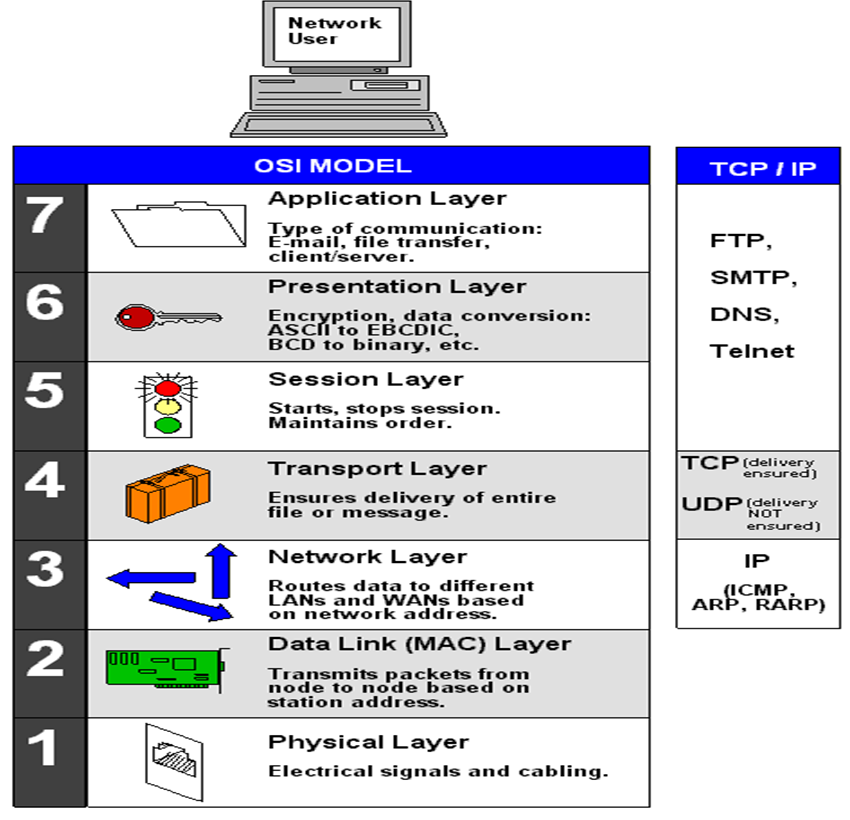 Network
User
OSI MODEL
7
Application Layer
Type of communication:
E-mail, file transfer,
client/server.
6
Presentation Layer
Encryption, data conversion:
ASCII to EBCDIC,
BCD to binary, etc.
5
Session Layer
Starts, stops session.
Maintains order.
4
Transport Layer
Ensures delivery of entire
file or message.
3
Network Layer
Routes data to different
LANs and WANs based
on network address.
2
Data Link (MAC) Layer
Transmits packets from
node to node based on
station address.
1
Physical Layer
Electrical signals and cabling.
TCP / IP
FTP,
SMTP,
DNS,
Telnet
TCP (delivery
ensured)
UDP (delivery
NOT
ensured)
IP
(ICMP,
ARP, RARP)